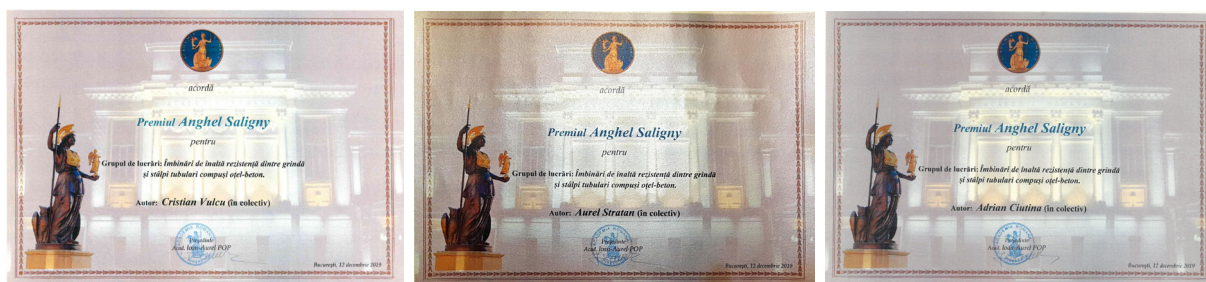 acordă
Premiul Anghel Saligny
pentru
Grupul de lucrări: Îmbinări de înaltă rezistență dintre grindă
și stâlpi tubulari compuși oțel-beton.
Autor: Cristian Vulcu (în colectiv)
Președinte
Acad. Ioan-Aurel POP
București, 12 decembrie 2019
acordă
Premiul Anghel Saligny
pentru
Grupul de lucrări: Îmbinări de înaltă rezistență dintre grindă
și stâlpi tubulari compuși oțel-beton.
Autor: Aurel Stratan (în colectiv)
Președinte
Acad. Ioan-Aurel POP
București, 12 decembrie 2019
acordă
Premiul Anghel Saligny
pentru
Grupul de lucrări: Îmbinări de înaltă rezistență dintre grindă
și stâlpi tubulari compuși oțel-beton.
Autor: Adrian Ciutina (în colectiv)
Președinte
Acad. Ioan-Aurel POP
București, 12 decembrie 2019